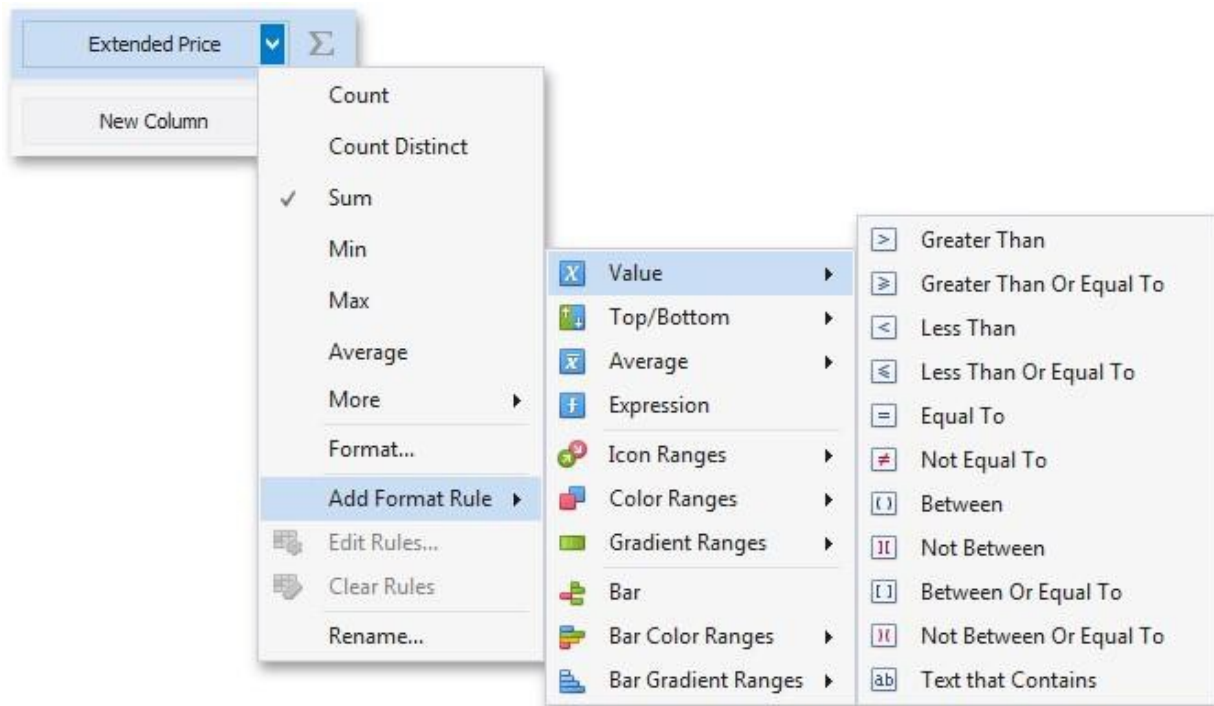 Extended Price
Σ
New Column
Count
Count Distinct
Sum
Min
Max
Average
More
Format...
Add Format Rule
Edit Rules...
Clear Rules
Rename...
Value
Top/Bottom
Average
Expression
Icon Ranges
Color Ranges
Gradient Ranges
Bar
Bar Color Ranges
Bar Gradient Ranges
Greater Than
Greater Than Or Equal To
Less Than
Less Than Or Equal To
Equal To
Not Equal To
Between
Not Between
Between Or Equal To
Not Between Or Equal To
ab Text that Contains